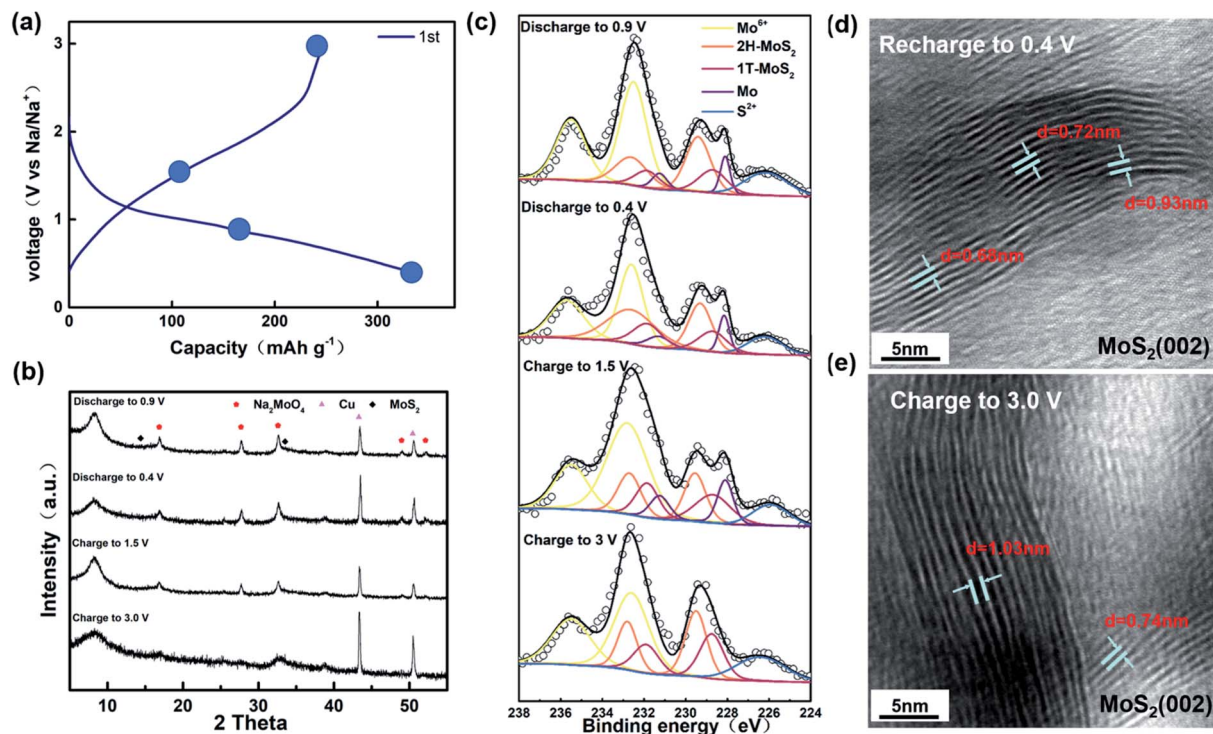 (a)
1st
3
2
1
0
voltage（V vs Na/Na+）
0 100 200 300
Capacity（mAh g-1）
(b)
Discharge to 0.9 V
Na2MoO4 Cu MoS2
Discharge to 0.4 V
Charge to 1.5 V
Charge to 3.0 V
Intensity（a.u.）
10 20 30 40 50
2 Theta
(c)
Discharge to 0.9 V
Mo6+
2H-MoS2
1T-MoS2
Mo
S2+
Discharge to 0.4 V
Charge to 1.5 V
Charge to 3 V
238 236 234 232 230 228 226 224
Binding energy（eV）
(d)
Recharge to 0.4 V
d=0.72nm
d=0.93nm
d=0.68nm
5nm
MoS2(002)
(e)
Charge to 3.0 V
d=1.03nm
d=0.74nm
5nm
MoS2(002)